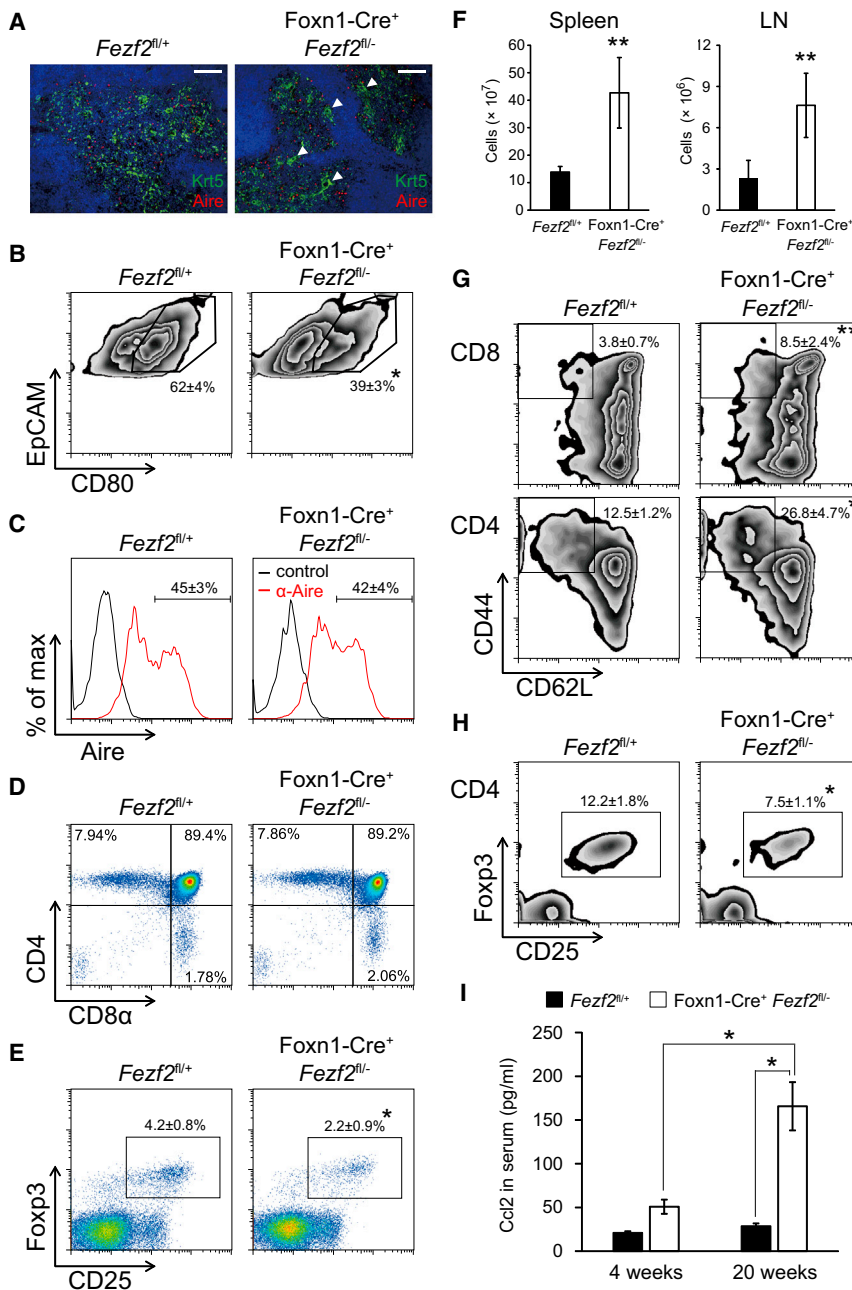 A
Fezf2fl/+
Foxn1-Cre+
Fezf2fl/-
Krt5
Aire
Krt5
Aire
B
Fezf2fl/+
Foxn1-Cre+
Fezf2fl/-
62±4%
39±3%
*
EpCAM
CD80
C
Fezf2fl/+
Foxn1-Cre+
Fezf2fl/-
45±3%
control
α-Aire
42±4%
% of max
Aire
D
Fezf2fl/+
Foxn1-Cre+
Fezf2fl/-
7.94%
89.4%
7.86%
89.2%
1.78%
2.06%
CD4
CD8α
E
Fezf2fl/+
Foxn1-Cre+
Fezf2fl/-
4.2±0.8%
2.2±0.9%
*
Foxp3
CD25
F
Spleen
LN
Cells (× 10⁷)
60
50
40
30
20
10
0
**
Fezf2fl/+
Foxn1-Cre+
Fezf2fl/-
Cells (× 10⁶)
12
9
6
3
0
**
Fezf2fl/+
Foxn1-Cre+
Fezf2fl/-
G
Fezf2fl/+
Foxn1-Cre+
Fezf2fl/-
CD8
3.8±0.7%
8.5±2.4%
**
CD4
12.5±1.2%
26.8±4.7%
*
CD44
CD62L
H
Fezf2fl/+
Foxn1-Cre+
Fezf2fl/-
CD4
12.2±1.8%
7.5±1.1%
*
Foxp3
CD25
I
Fezf2fl/+
Foxn1-Cre+ Fezf2fl/-
Ccl2 in serum (pg/ml)
250
200
150
100
50
0
*
*
4 weeks
20 weeks